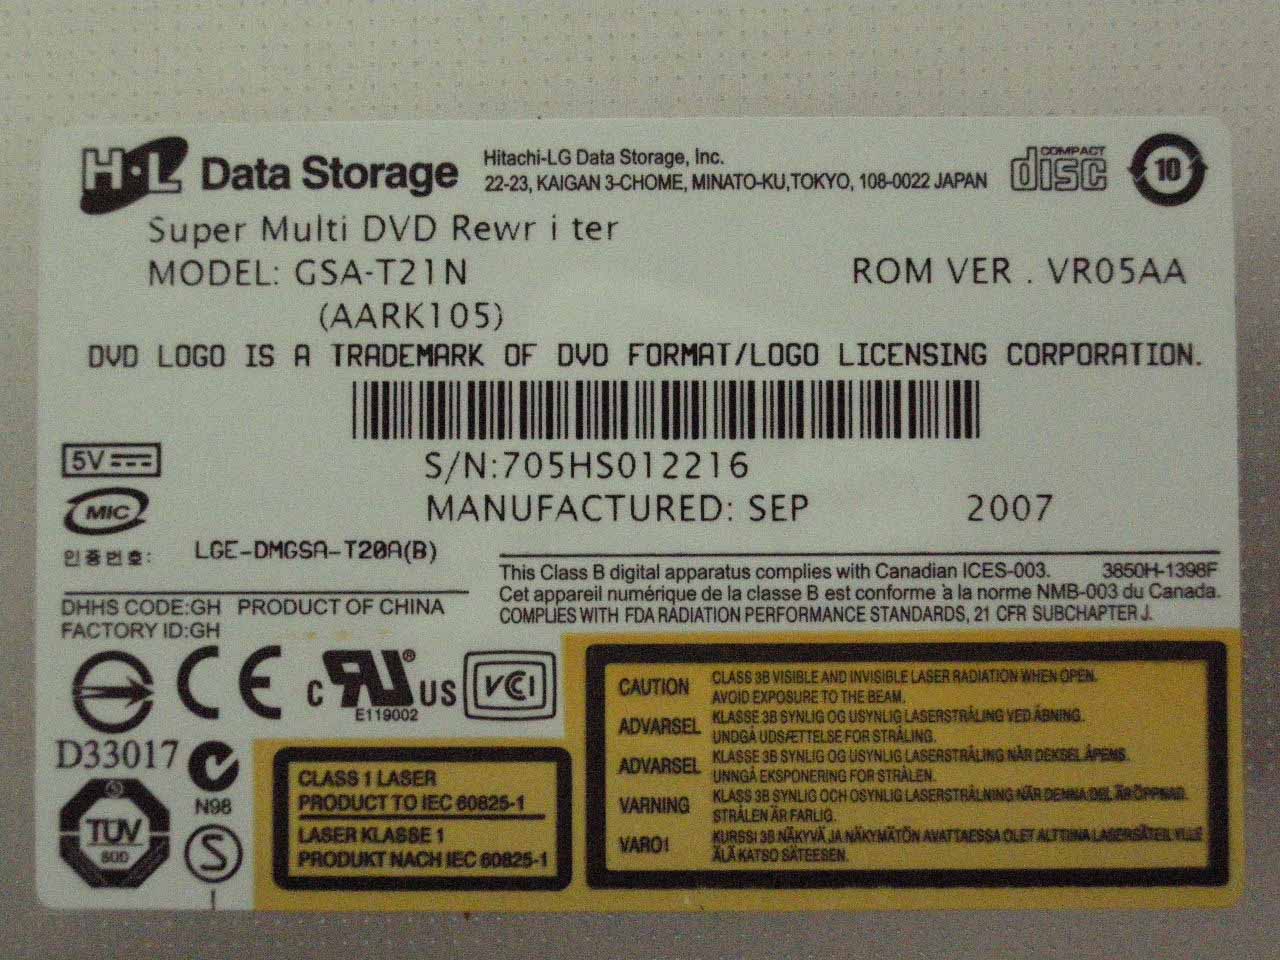 H·L Data Storage
Hitachi-LG Data Storage, Inc.
22-23, KAIGAN 3-CHOME, MINATO-KU,TOKYO, 108-0022 JAPAN
COMPACT
disc
10
Super Multi DVD Rewriter
MODEL: GSA-T21N
ROM VER . VR05AA
(AARK105)
DVD LOGO IS A TRADEMARK OF DVD FORMAT/LOGO LICENSING CORPORATION.
S/N:705HS012216
MANUFACTURED: SEP 2007
5V
MIC
인증번호: LGE-DMGSA-T20A(B)
This Class B digital apparatus complies with Canadian ICES-003. 3850H-1398F
Cet appareil numérique de la classe B est conforme à la norme NMB-003 du Canada.
COMPLIES WITH FDA RADIATION PERFORMANCE STANDARDS, 21 CFR SUBCHAPTER J.
DHHS CODE:GH PRODUCT OF CHINA
FACTORY ID:GH
CE
c RU ® US
E119002
VCI
D33017
N98
TUV
SUD
S
CLASS 1 LASER
PRODUCT TO IEC 60825-1
LASER KLASSE 1
PRODUKT NACH IEC 60825-1
CAUTION CLASS 3B VISIBLE AND INVISIBLE LASER RADIATION WHEN OPEN.
AVOID EXPOSURE TO THE BEAM.
ADVARSEL KLASSE 3B SYNLIG OG USYNLIG LASERSTRÅLING VED ÅBNING.
UNDGÅ UDSÆTTELSE FOR STRÅLING.
ADVARSEL KLASSE 3B SYNLIG OG USYNLIG LASERSTRÅLING NÅR DEKSEL ÅPENS.
UNNGÅ EKSPONERING FOR STRÅLEN.
VARNING KLASS 3B SYNLIG OCH OSYNLIG LASERSTRÅLNING NÅR DENNA DEL ÄR ÖPPNAD.
STRÅLEN ÄR FARLIG.
VARO! KURSSI 3B NÄKYVÄ JA NÄKYMÄTÖN AVATTAESSA OLET ALTTIINA LASERSÄTEILYLLE
ÄLÄ KATSO SÄTEESEN.